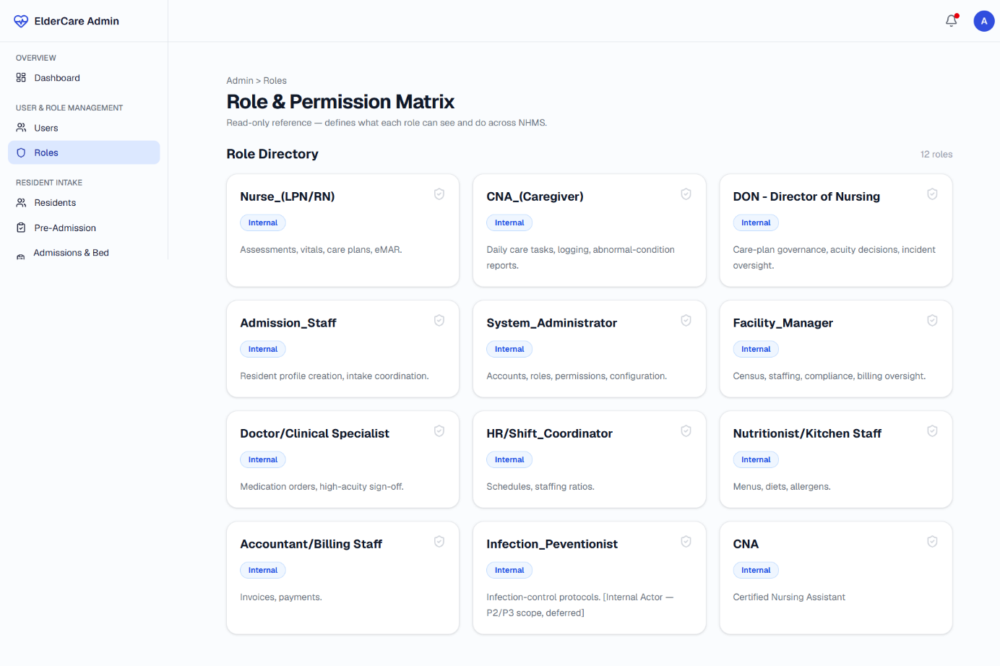 ElderCare Admin
A
OVERVIEW
Dashboard
USER & ROLE MANAGEMENT
Users
Roles
RESIDENT INTAKE
Residents
Pre-Admission
Admissions & Bed
Admin > Roles
Role & Permission Matrix
Read-only reference — defines what each role can see and do across NHMS.
Role Directory
12 roles
Nurse_(LPN/RN)
Internal
Assessments, vitals, care plans, eMAR.
CNA_(Caregiver)
Internal
Daily care tasks, logging, abnormal-condition
reports.
DON - Director of Nursing
Internal
Care-plan governance, acuity decisions, incident
oversight.
Admission_Staff
Internal
Resident profile creation, intake coordination.
System_Administrator
Internal
Accounts, roles, permissions, configuration.
Facility_Manager
Internal
Census, staffing, compliance, billing oversight.
Doctor/Clinical Specialist
Internal
Medication orders, high-acuity sign-off.
HR/Shift_Coordinator
Internal
Schedules, staffing ratios.
Nutritionist/Kitchen Staff
Internal
Menus, diets, allergens.
Accountant/Billing Staff
Internal
Invoices, payments.
Infection_Peventionist
Internal
Infection-control protocols. [Internal Actor —
P2/P3 scope, deferred]
CNA
Internal
Certified Nursing Assistant